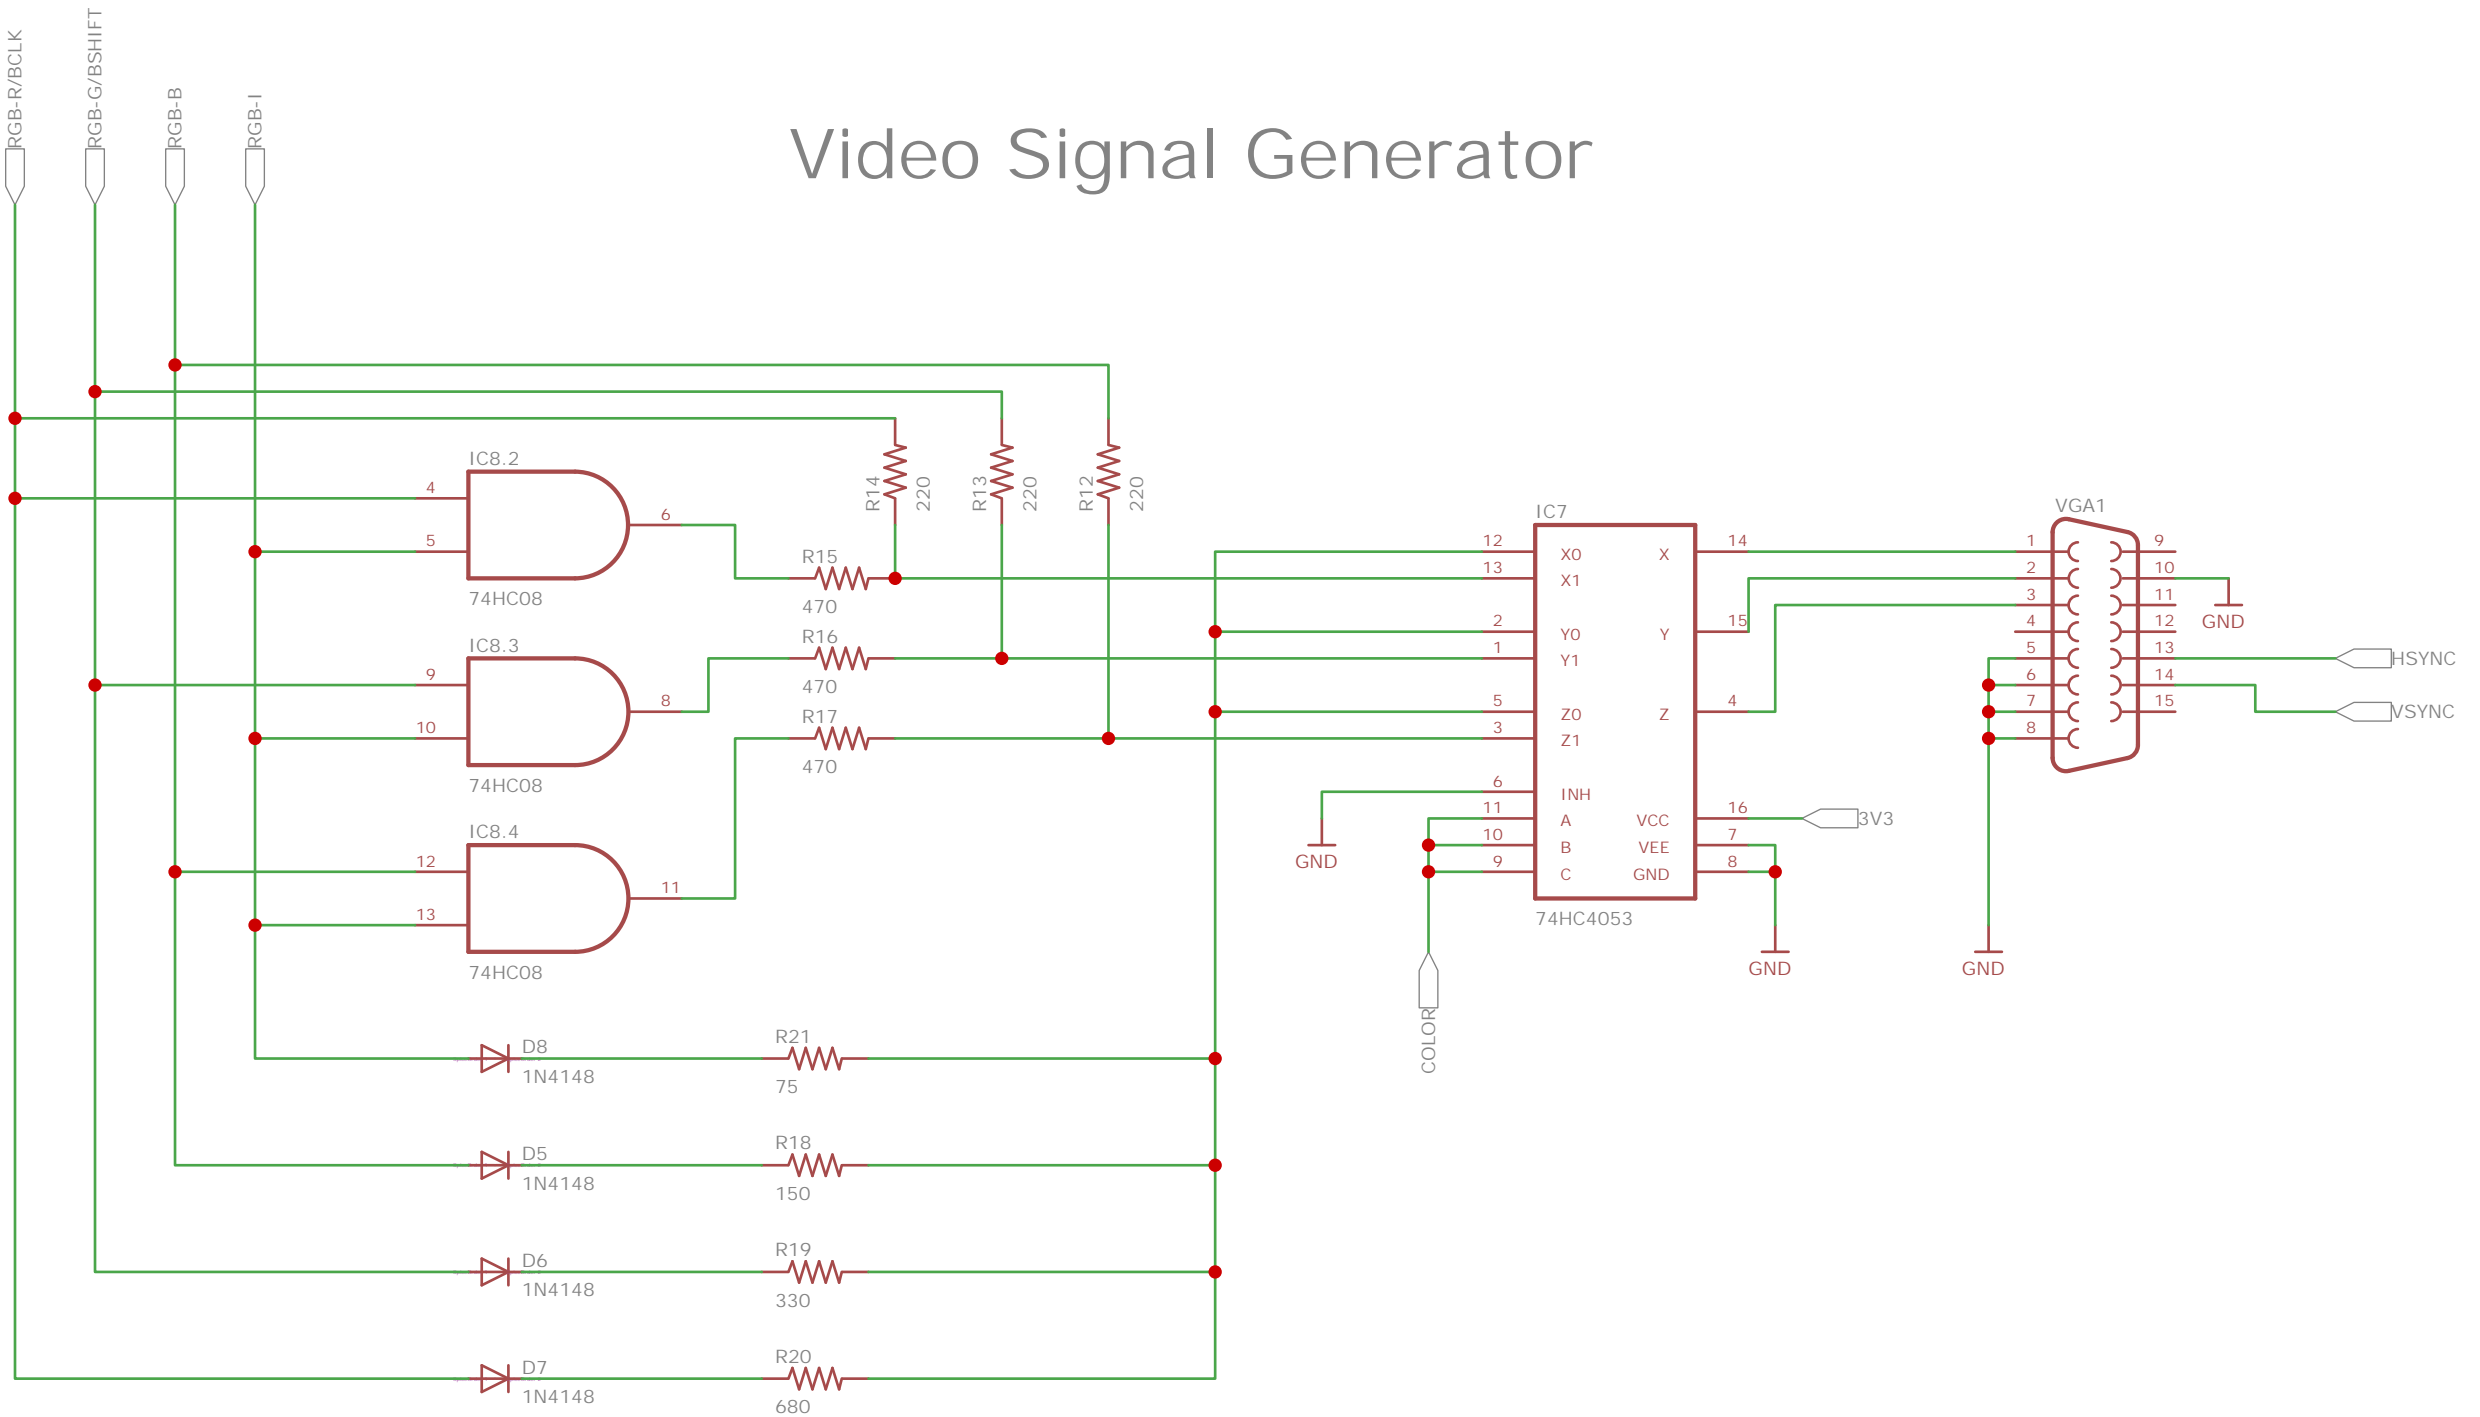 RGB-R/BCLK
RGB-G/BSHIFT
RGB-B
RGB-I
Video Signal Generator
IC8.2
4
5
6
74HC08
R14
220
R13
220
R12
220
R15
470
IC8.3
9
10
8
74HC08
R16
470
R17
470
IC8.4
12
13
11
74HC08
D8
1N4148
R21
75
D5
1N4148
R18
150
D6
1N4148
R19
330
D7
1N4148
R20
680
IC7
12 X0 X 14
13 X1
2 Y0 Y 15
1 Y1
5 Z0 Z 4
3 Z1
6 INH
11 A VCC 16
10 B VEE 7
9 C GND 8
74HC4053
GND
COLOR
3V3
GND
VGA1
1 9
2 10
3 11
4 12
5 13
6 14
7 15
8
GND
HSYNC
VSYNC
GND